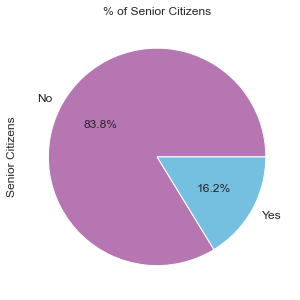 % of Senior Citizens
No
83.8%
Senior Citizens
16.2%
Yes